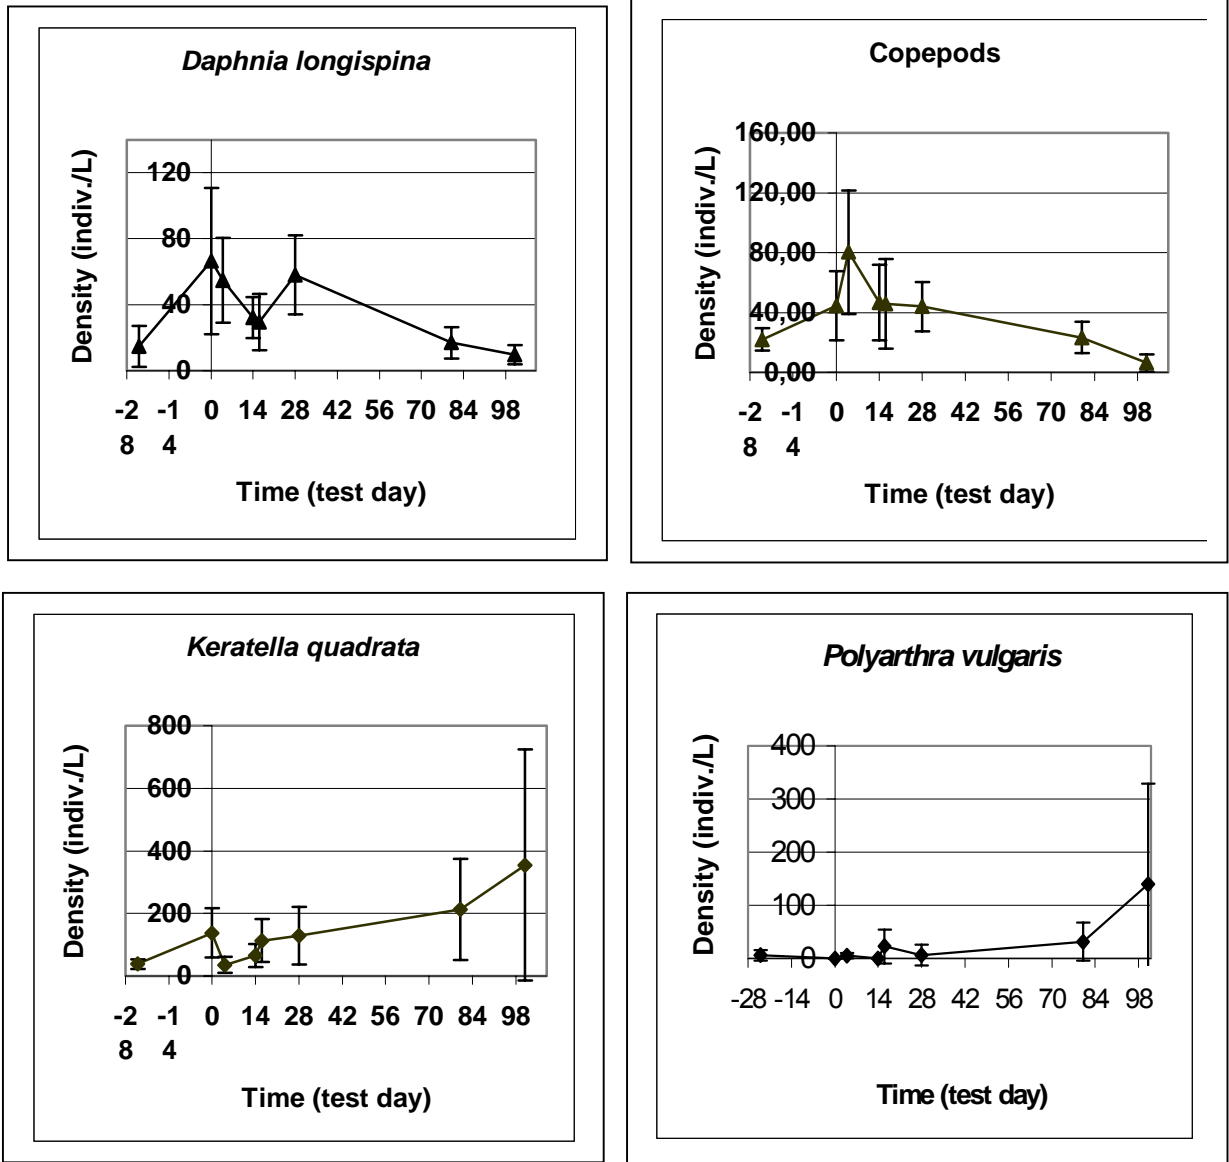 Daphnia longispina
Density (indiv./L)
120
80
40
0
-2 -1 0 14 28 42 56 70 84 98
8 4
Time (test day)
Copepods
Density (indiv./L)
160,00
120,00
80,00
40,00
0,00
-2 -1 0 14 28 42 56 70 84 98
8 4
Time (test day)
Keratella quadrata
Density (indiv./L)
800
600
400
200
0
-2 -1 0 14 28 42 56 70 84 98
8 4
Time (test day)
Polyarthra vulgaris
Density (indiv./L)
400
300
200
100
0
-28 -14 0 14 28 42 56 70 84 98
Time (test day)